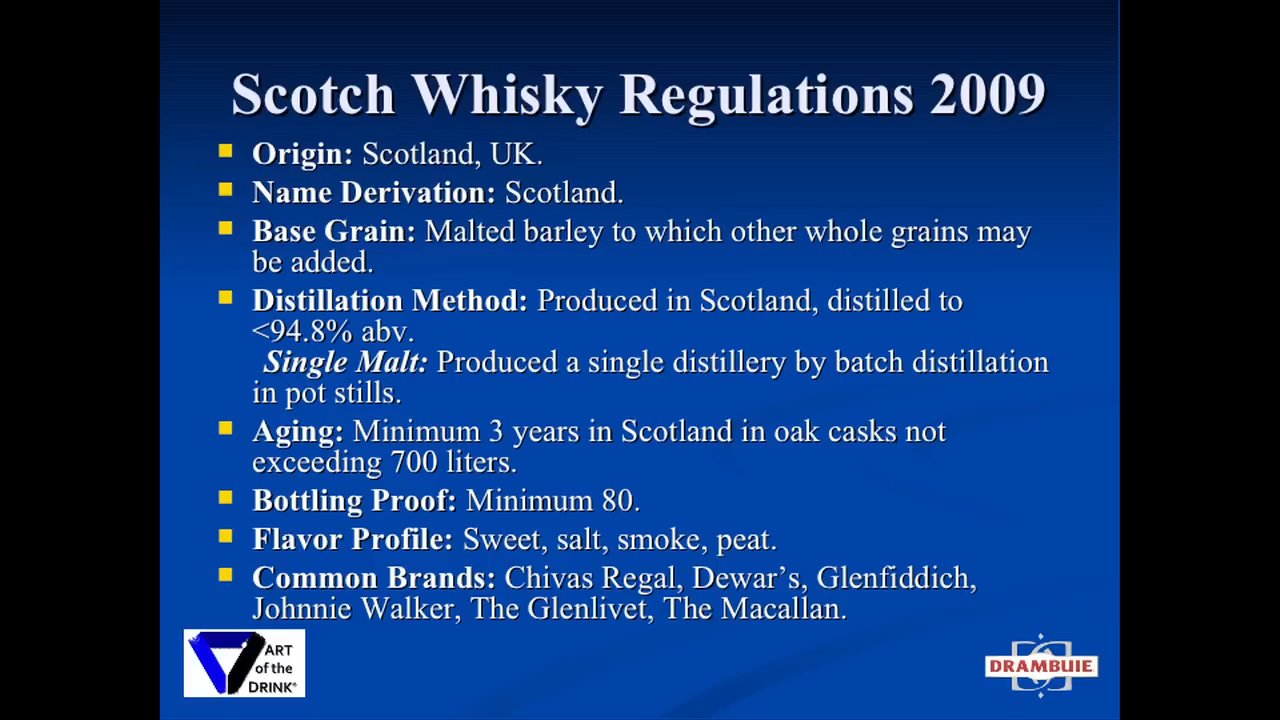 Scotch Whisky Regulations 2009
Origin: Scotland, UK.
Name Derivation: Scotland.
Base Grain: Malted barley to which other whole grains may
be added.
Distillation Method: Produced in Scotland, distilled to
<94.8% abv.
Single Malt: Produced a single distillery by batch distillation
in pot stills.
Aging: Minimum 3 years in Scotland in oak casks not
exceeding 700 liters.
Bottling Proof: Minimum 80.
Flavor Profile: Sweet, salt, smoke, peat.
Common Brands: Chivas Regal, Dewar’s, Glenfiddich,
Johnnie Walker, The Glenlivet, The Macallan.
ART
of the
DRINK®
DRAMBUIE